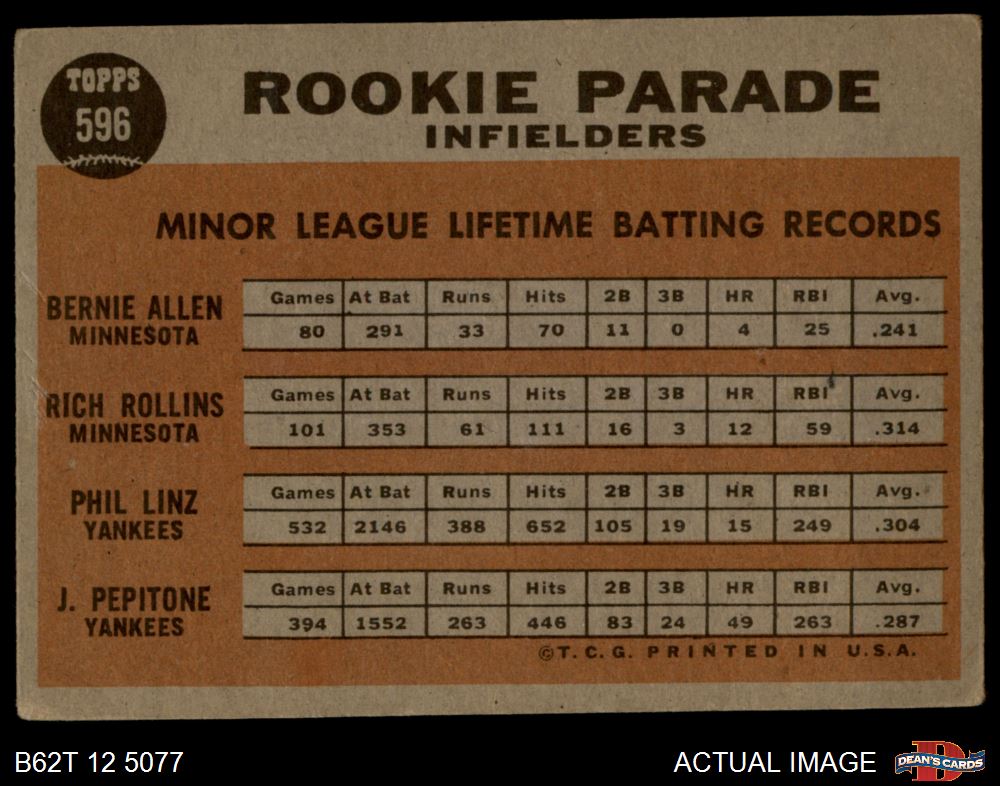 TOPPS
596
ROOKIE PARADE
INFIELDERS
MINOR LEAGUE LIFETIME BATTING RECORDS
BERNIE ALLEN
MINNESOTA
Games At Bat Runs Hits 2B 3B HR RBI Avg.
80 291 33 70 11 0 4 25 .241
RICH ROLLINS
MINNESOTA
Games At Bat Runs Hits 2B 3B HR RBI Avg.
101 353 61 111 16 3 12 59 .314
PHIL LINZ
YANKEES
Games At Bat Runs Hits 2B 3B HR RBI Avg.
532 2146 388 652 105 19 15 249 .304
J. PEPITONE
YANKEES
Games At Bat Runs Hits 2B 3B HR RBI Avg.
394 1552 263 446 83 24 49 263 .287
©T.C.G. PRINTED IN U.S.A.
B62T 12 5077
ACTUAL IMAGE
D
DEAN'S CARDS